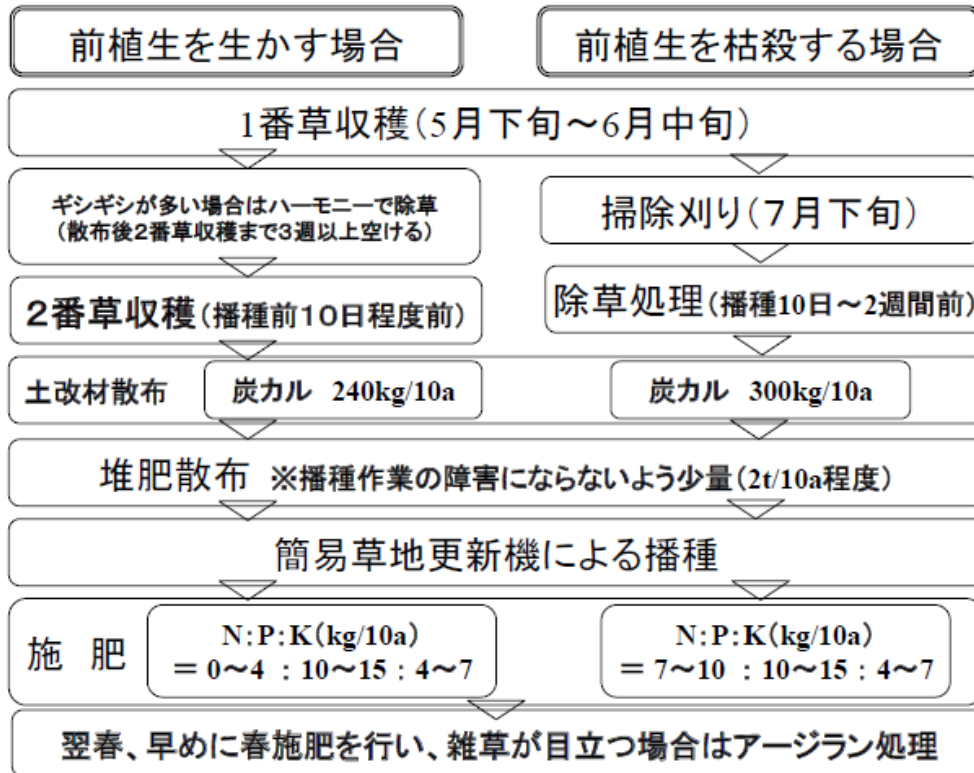 前植生を生かす場合
前植生を枯殺する場合
1番草収穫(5月下旬～6月中旬)
ギシギシが多い場合はハーモニーで除草
(散布後2番草収穫まで3週以上空ける)
掃除刈り(7月下旬)
2番草収穫(播種前10日程度前)
除草処理(播種10日～2週間前)
土改材散布
炭カル 240kg/10a
炭カル 300kg/10a
堆肥散布 ※播種作業の障害にならないよう少量(2t/10a程度)
簡易草地更新機による播種
施 肥
N:P:K(kg/10a)
= 0～4 : 10～15 : 4～7
N:P:K(kg/10a)
= 7～10 : 10～15 : 4～7
翌春、早めに春施肥を行い、雑草が目立つ場合はアージラン処理